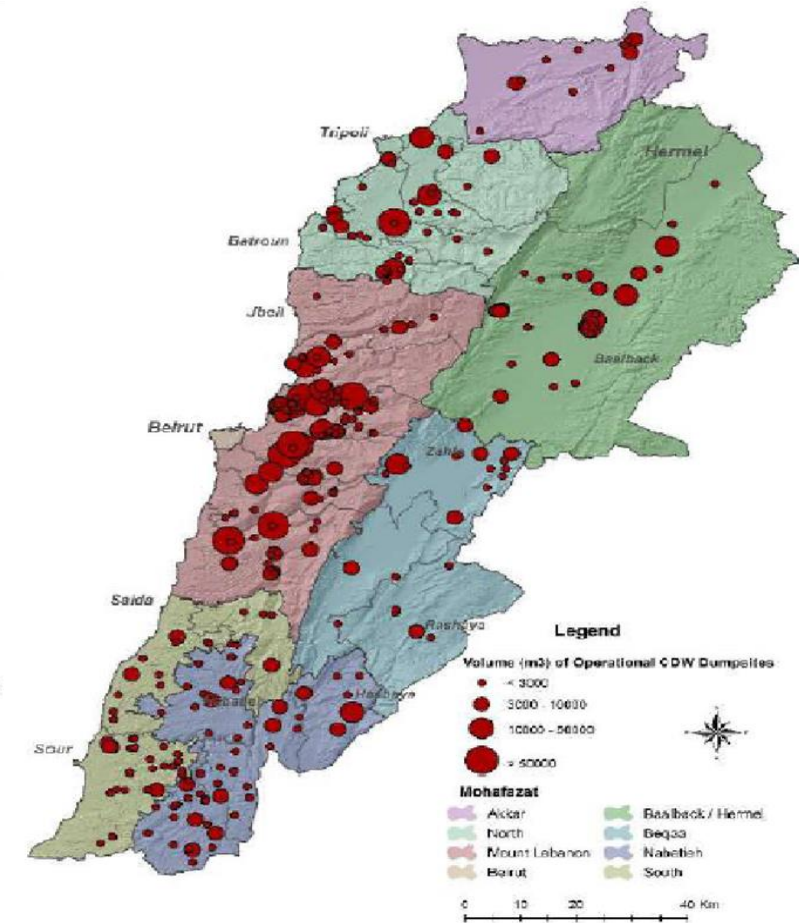 Tripoli
Hermel
Batroun
Jbeil
Baalback
Beirut
Zahle
Saida
Rashaya
Hasbaya
Sour
Legend
Volume (m3) of Operational CDW Dumpsites
< 3000
3000 - 10000
10000 - 50000
> 50000
Mohafazat
Akkar
North
Mount Lebanon
Beirut
Baalback / Hermel
Beqaa
Nabatieh
South
0 10 20 40 Km